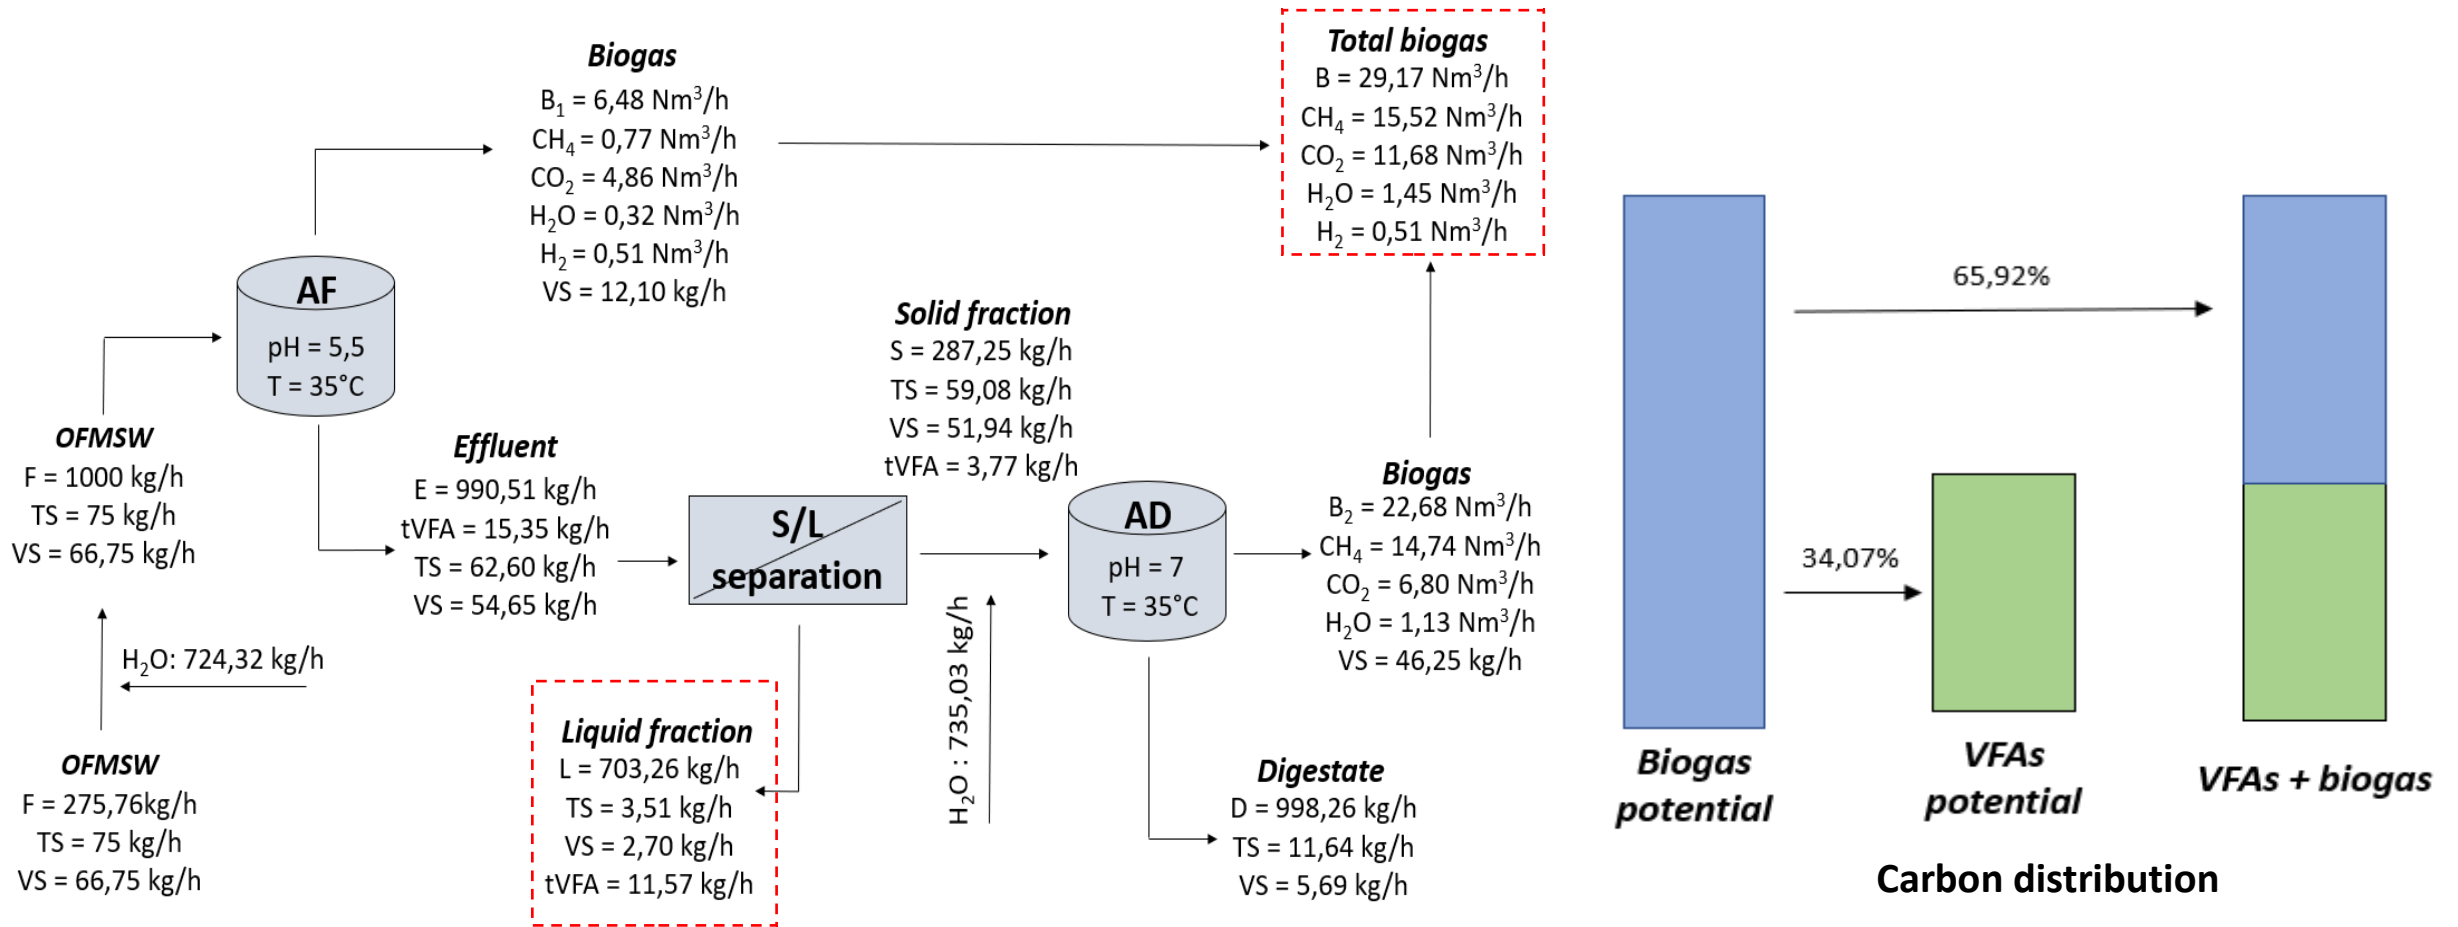 Biogas
B₁ = 6,48 Nm³/h
CH₄ = 0,77 Nm³/h
CO₂ = 4,86 Nm³/h
H₂O = 0,32 Nm³/h
H₂ = 0,51 Nm³/h
VS = 12,10 kg/h
Total biogas
B = 29,17 Nm³/h
CH₄ = 15,52 Nm³/h
CO₂ = 11,68 Nm³/h
H₂O = 1,45 Nm³/h
H₂ = 0,51 Nm³/h
AF
pH = 5,5
T = 35°C
OFMSW
F = 1000 kg/h
TS = 75 kg/h
VS = 66,75 kg/h
H₂O: 724,32 kg/h
OFMSW
F = 275,76kg/h
TS = 75 kg/h
VS = 66,75 kg/h
Effluent
E = 990,51 kg/h
tVFA = 15,35 kg/h
TS = 62,60 kg/h
VS = 54,65 kg/h
S/L
separation
Liquid fraction
L = 703,26 kg/h
TS = 3,51 kg/h
VS = 2,70 kg/h
tVFA = 11,57 kg/h
Solid fraction
S = 287,25 kg/h
TS = 59,08 kg/h
VS = 51,94 kg/h
tVFA = 3,77 kg/h
H₂O : 735,03 kg/h
AD
pH = 7
T = 35°C
Biogas
B₂ = 22,68 Nm³/h
CH₄ = 14,74 Nm³/h
CO₂ = 6,80 Nm³/h
H₂O = 1,13 Nm³/h
VS = 46,25 kg/h
Digestate
D = 998,26 kg/h
TS = 11,64 kg/h
VS = 5,69 kg/h
65,92%
34,07%
Biogas
potential
VFAs
potential
VFAs + biogas
Carbon distribution